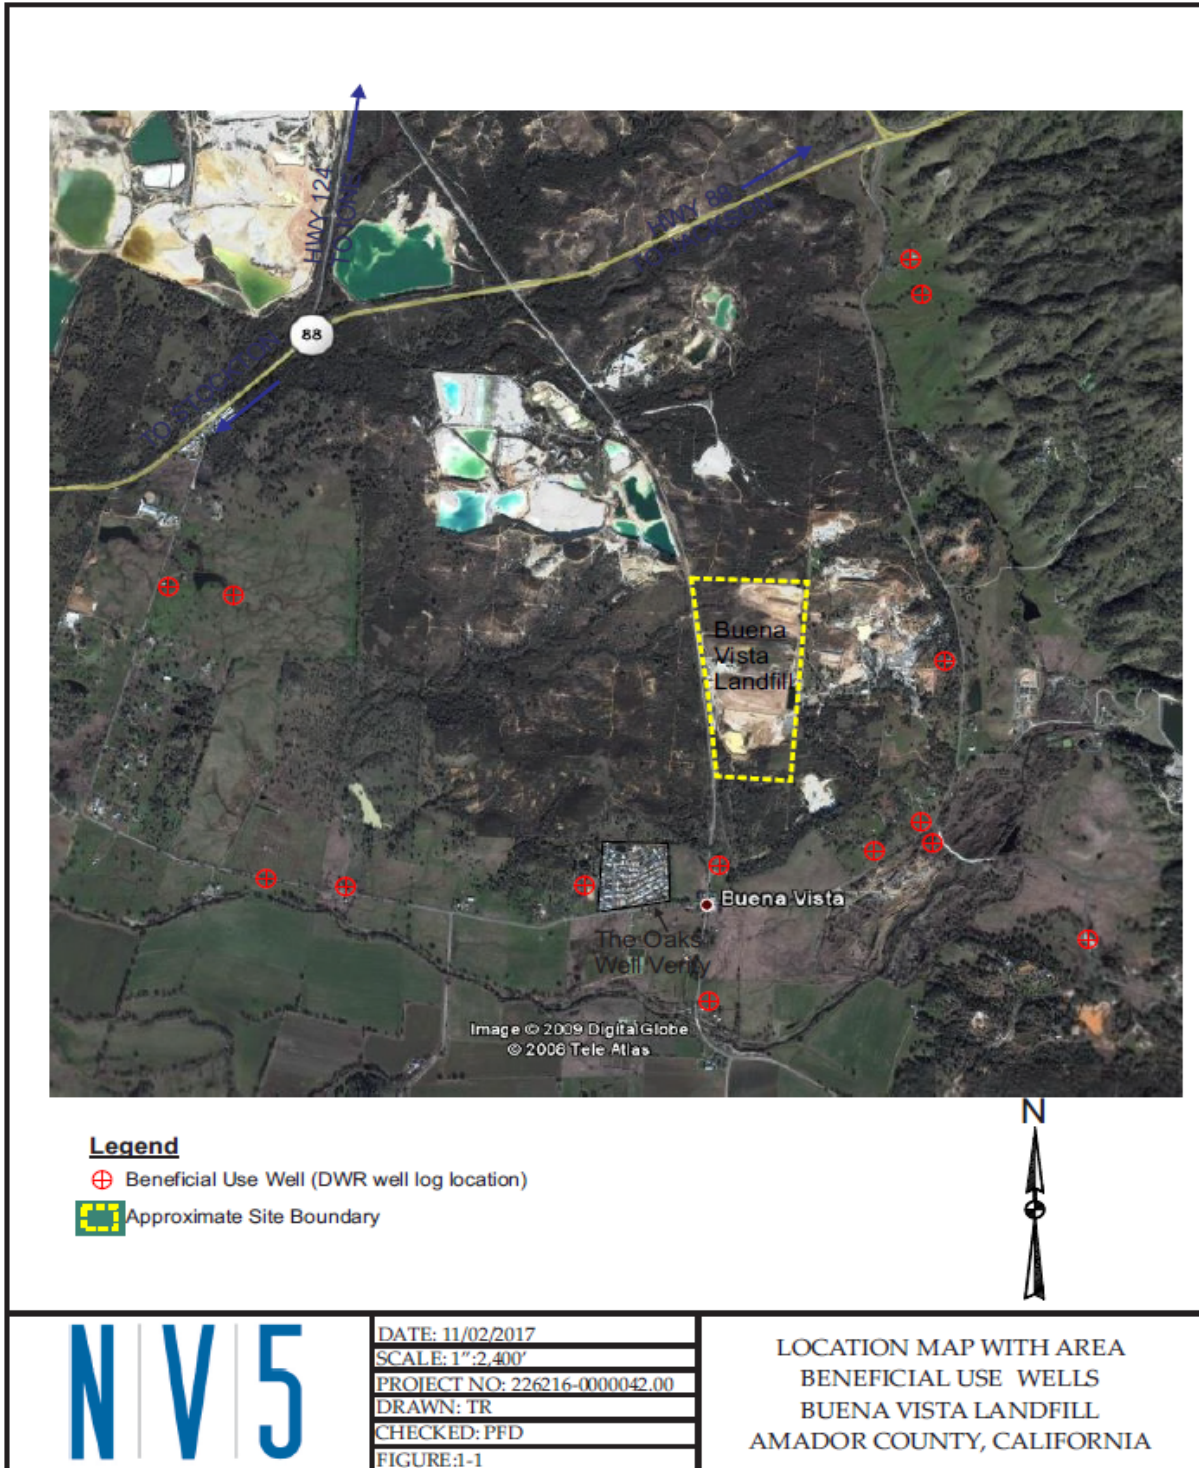 HWY 124
TO IONE
HWY 88
TO JACKSON
88
TO STOCKTON
Buena
Vista
Landfill
Buena Vista
The Oaks
Well Verify
Image © 2009 DigitalGlobe
© 2006 Tele Atlas
N
Legend
Beneficial Use Well (DWR well log location)
Approximate Site Boundary
N|V|5
DATE: 11/02/2017
SCALE: 1":2,400'
PROJECT NO: 226216-0000042.00
DRAWN: TR
CHECKED: PFD
FIGURE:1-1
LOCATION MAP WITH AREA
BENEFICIAL USE WELLS
BUENA VISTA LANDFILL
AMADOR COUNTY, CALIFORNIA